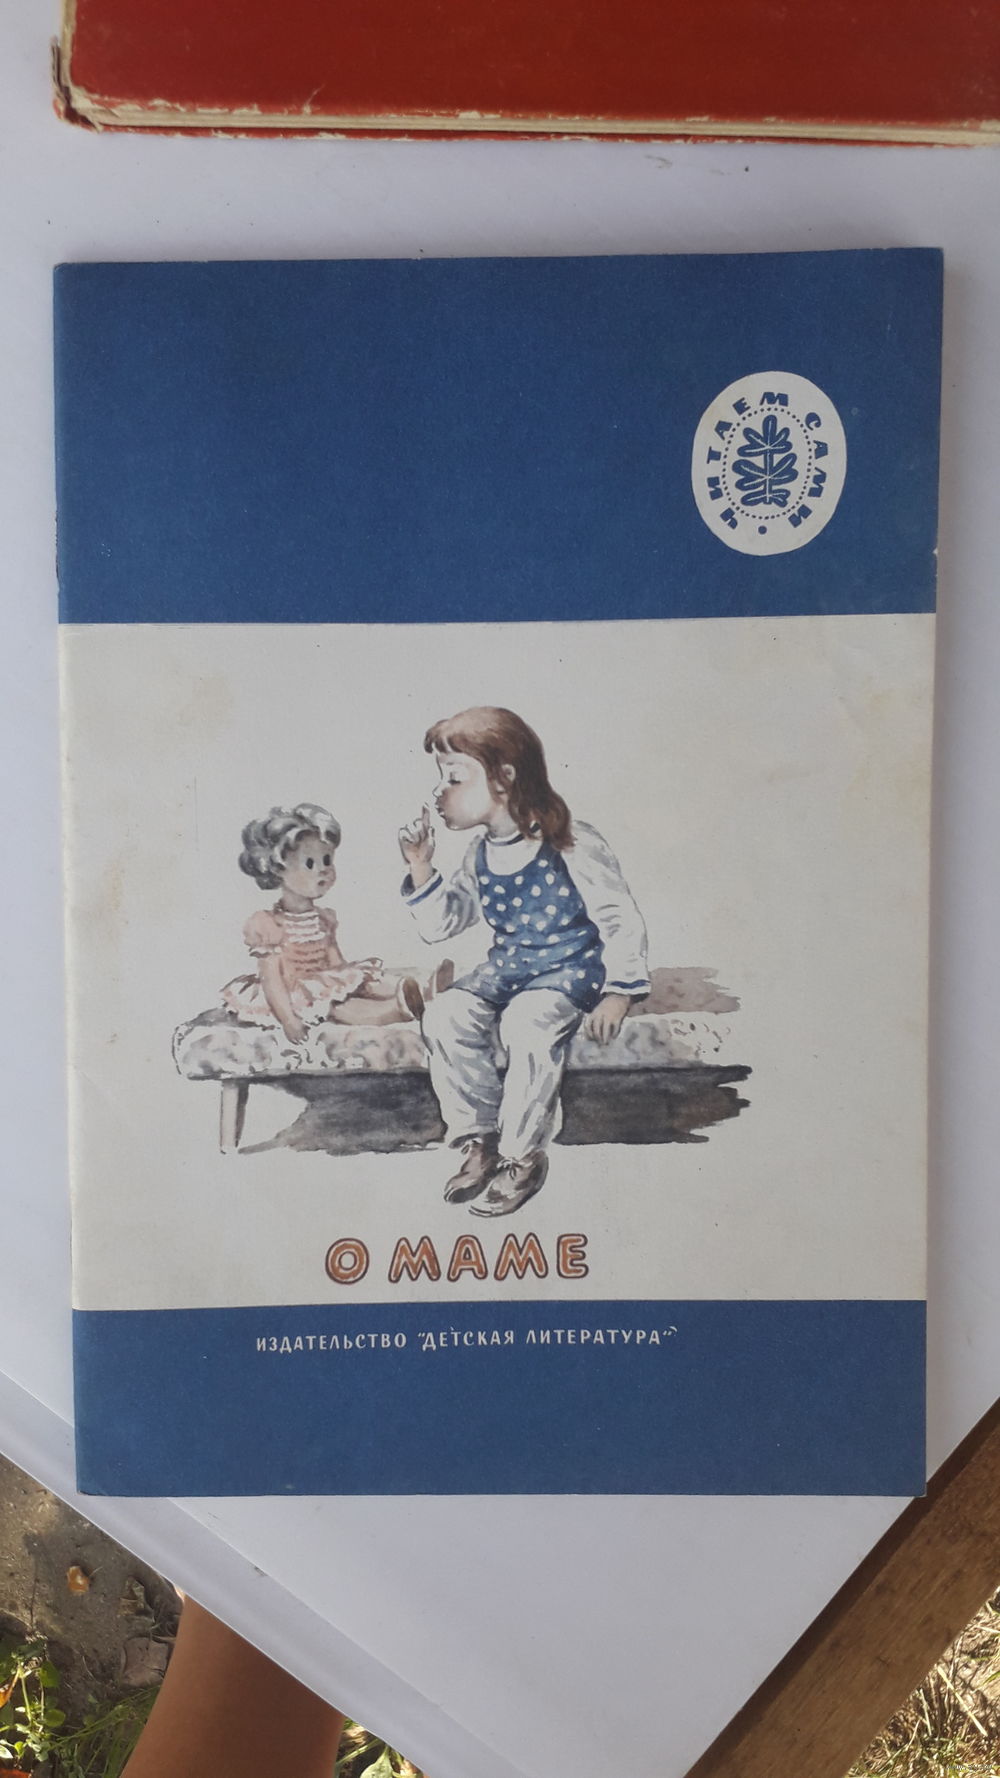 ЧИТАЕМ САМИ
О МАМЕ
ИЗДАТЕЛЬСТВО "ДЕТСКАЯ ЛИТЕРАТУРА"